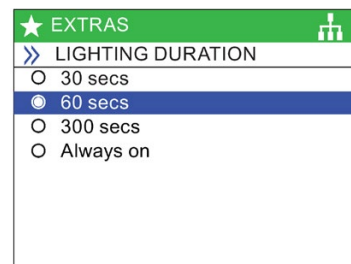 EXTRAS
LIGHTING DURATION
30 secs
60 secs
300 secs
Always on